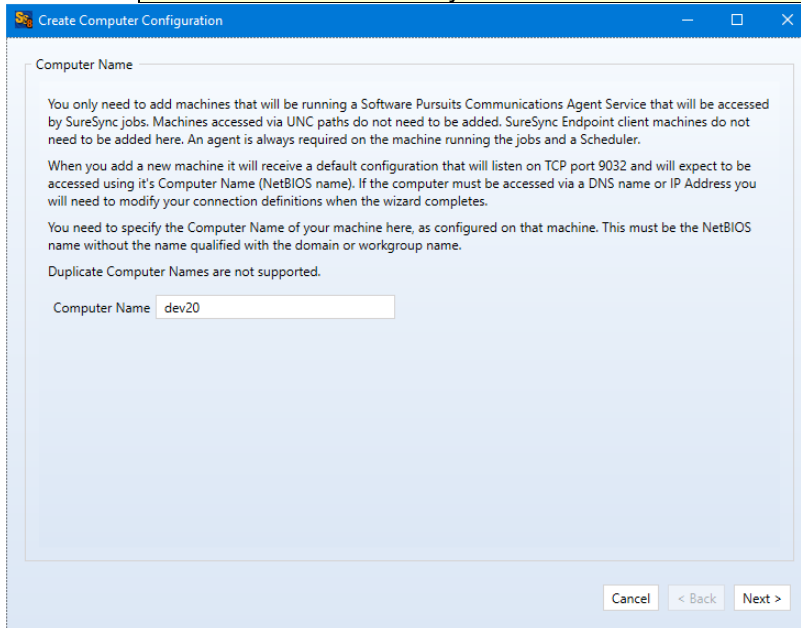 Create Computer Configuration
Computer Name
You only need to add machines that will be running a Software Pursuits Communications Agent Service that will be accessed
by SureSync jobs. Machines accessed via UNC paths do not need to be added. SureSync Endpoint client machines do not
need to be added here. An agent is always required on the machine running the jobs and a Scheduler.
When you add a new machine it will receive a default configuration that will listen on TCP port 9032 and will expect to be
accessed using it's Computer Name (NetBIOS name). If the computer must be accessed via a DNS name or IP Address you
will need to modify your connection definitions when the wizard completes.
You need to specify the Computer Name of your machine here, as configured on that machine. This must be the NetBIOS
name without the name qualified with the domain or workgroup name.
Duplicate Computer Names are not supported.
Computer Name dev20
Cancel < Back Next >